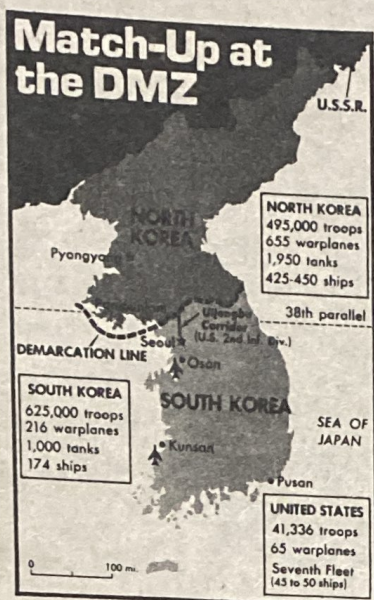 Match-Up at
the DMZ
U.S.S.R.
NORTH
KOREA
NORTH KOREA
495,000 troops
655 warplanes
1,950 tanks
425-450 ships
Pyongyang
38th parallel
Uijongbu
Corridor
(U.S. 2nd Inf. Div.)
DEMARCATION LINE
Seoul
Osan
SOUTH KOREA
625,000 troops
216 warplanes
1,000 tanks
174 ships
SOUTH KOREA
SEA OF
JAPAN
Kunsan
Pusan
UNITED STATES
41,336 troops
65 warplanes
Seventh Fleet
(45 to 50 ships)
0 100 mi.